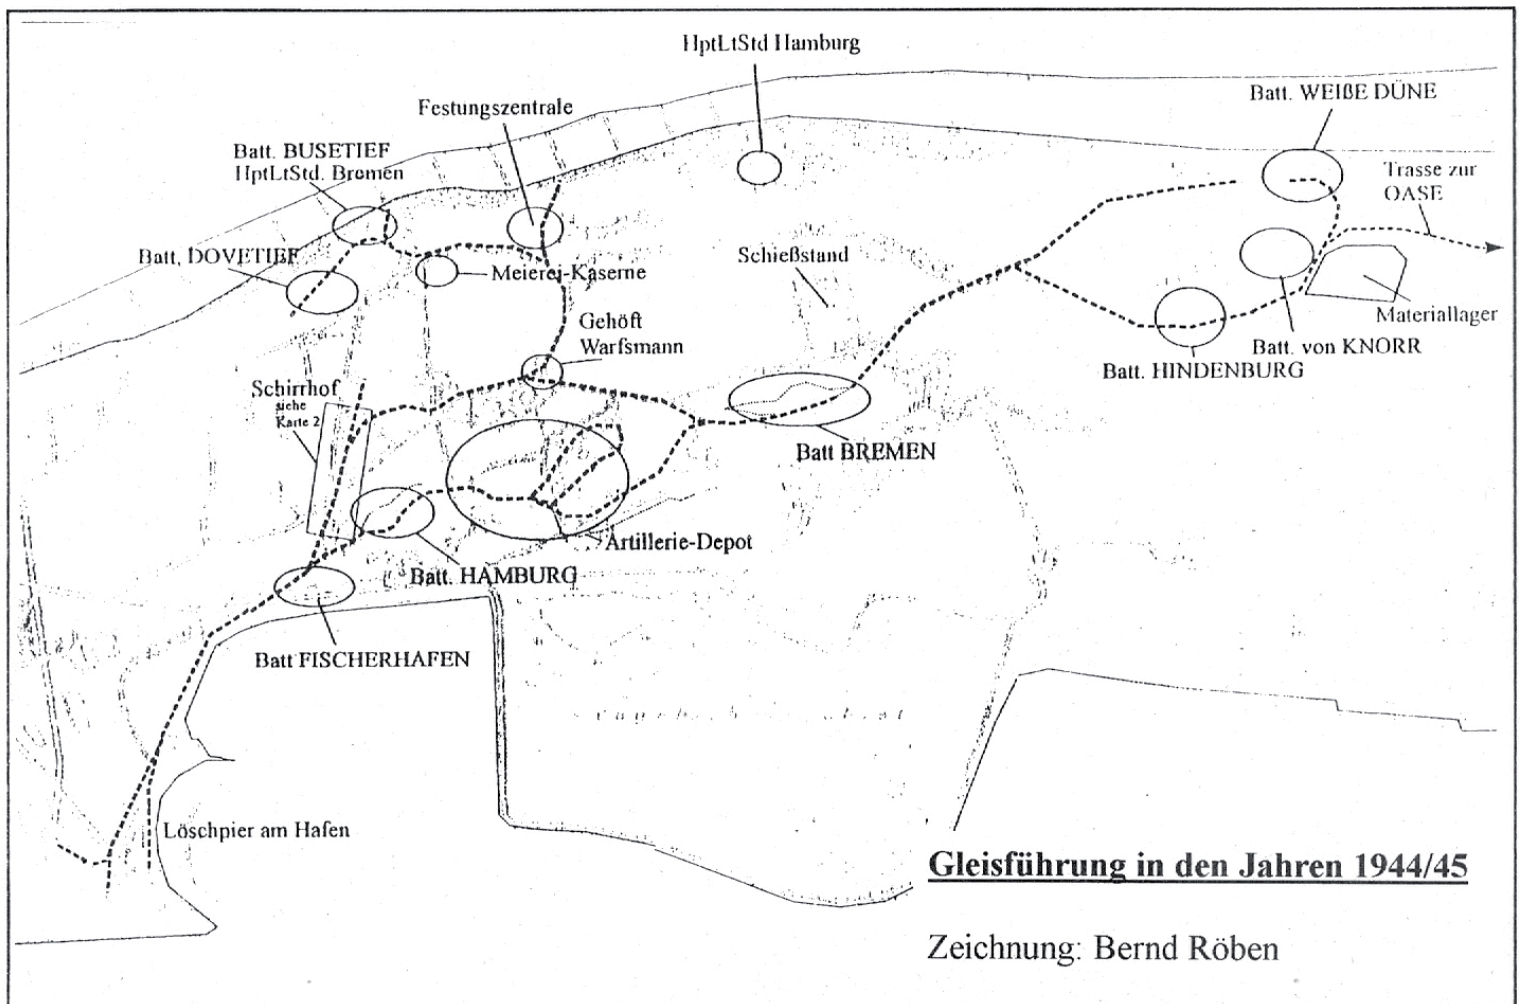 HptLtStd Hamburg
Batt. WEIßE DÜNE
Festungszentrale
Batt. BUSETIEF
HptLtStd. Bremen
Trasse zur
OASE
Batt. DOVETIEF
Meierei-Kaserne
Schießstand
Materiallager
Gehöft
Warfsmann
Batt. von KNORR
Batt. HINDENBURG
Schirrhof
siehe
Karte 2
Batt BREMEN
Artillerie-Depot
Batt. HAMBURG
Batt FISCHERHAFEN
Löschpier am Hafen
Gleisführung in den Jahren 1944/45
Zeichnung: Bernd Röben